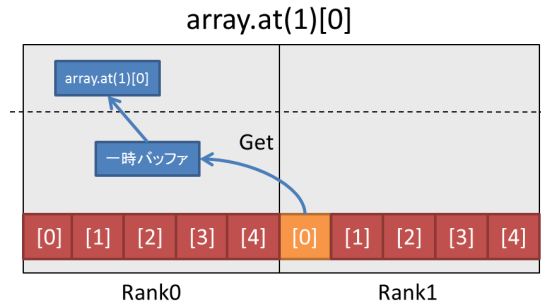 array.at(1)[0]
array.at(1)[0]
Get
一時バッファ
[0] [1] [2] [3] [4] [0] [1] [2] [3] [4]
Rank0 Rank1